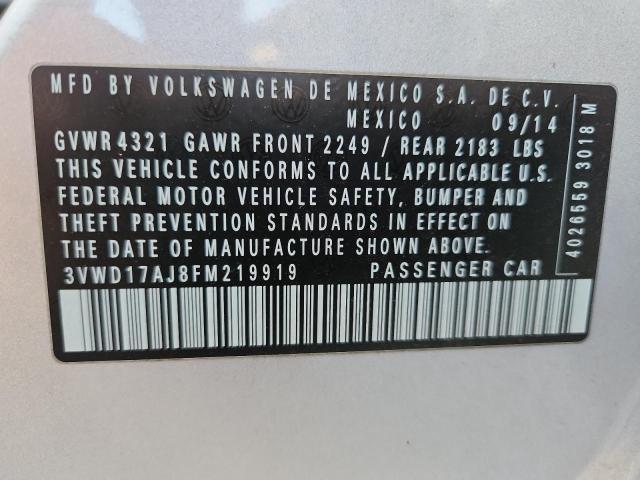 MFD BY VOLKSWAGEN DE MEXICO S.A. DE C.V.
MEXICO 09/14
GVWR 4321 GAWR FRONT 2249 / REAR 2183 LBS
THIS VEHICLE CONFORMS TO ALL APPLICABLE U.S.
FEDERAL MOTOR VEHICLE SAFETY, BUMPER AND
THEFT PREVENTION STANDARDS IN EFFECT ON
THE DATE OF MANUFACTURE SHOWN ABOVE.
3VWD17AJ8FM219919 PASSENGER CAR
4026559 3018 M